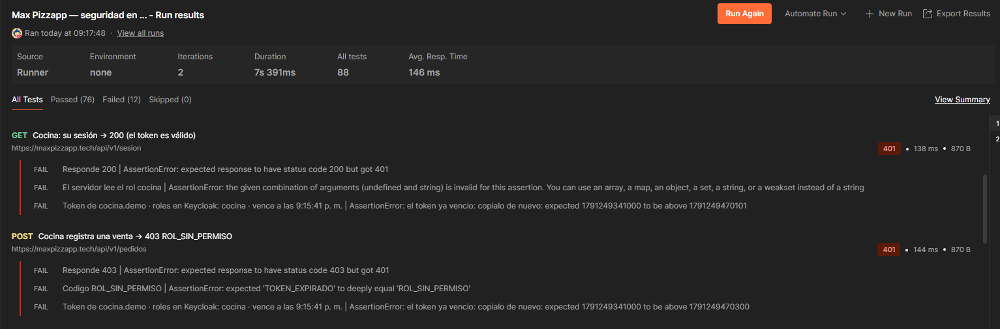 Max Pizzapp — seguridad en ... - Run results
Run Again
Automate Run
New Run
Export Results
Ran today at 09:17:48 · View all runs
Source Environment Iterations Duration All tests Avg. Resp. Time
Runner none 2 7s 391ms 88 146 ms
All Tests Passed (76) Failed (12) Skipped (0) View Summary
1
2
GET Cocina: su sesión → 200 (el token es válido)
https://maxpizzapp.tech/api/v1/sesion 401 • 138 ms • 870 B
FAIL Responde 200 | AssertionError: expected response to have status code 200 but got 401
FAIL El servidor lee el rol cocina | AssertionError: the given combination of arguments (undefined and string) is invalid for this assertion. You can use an array, a map, an object, a set, a string, or a weakset instead of a string
FAIL Token de cocina.demo · roles en Keycloak: cocina · vence a las 9:15:41 p. m. | AssertionError: el token ya vencio: copialo de nuevo: expected 1791249341000 to be above 1791249470101
POST Cocina registra una venta → 403 ROL_SIN_PERMISO
https://maxpizzapp.tech/api/v1/pedidos 401 • 144 ms • 870 B
FAIL Responde 403 | AssertionError: expected response to have status code 403 but got 401
FAIL Codigo ROL_SIN_PERMISO | AssertionError: expected 'TOKEN_EXPIRADO' to deeply equal 'ROL_SIN_PERMISO'
FAIL Token de cocina.demo · roles en Keycloak: cocina · vence a las 9:15:41 p. m. | AssertionError: el token ya vencio: copialo de nuevo: expected 1791249341000 to be above 1791249470300